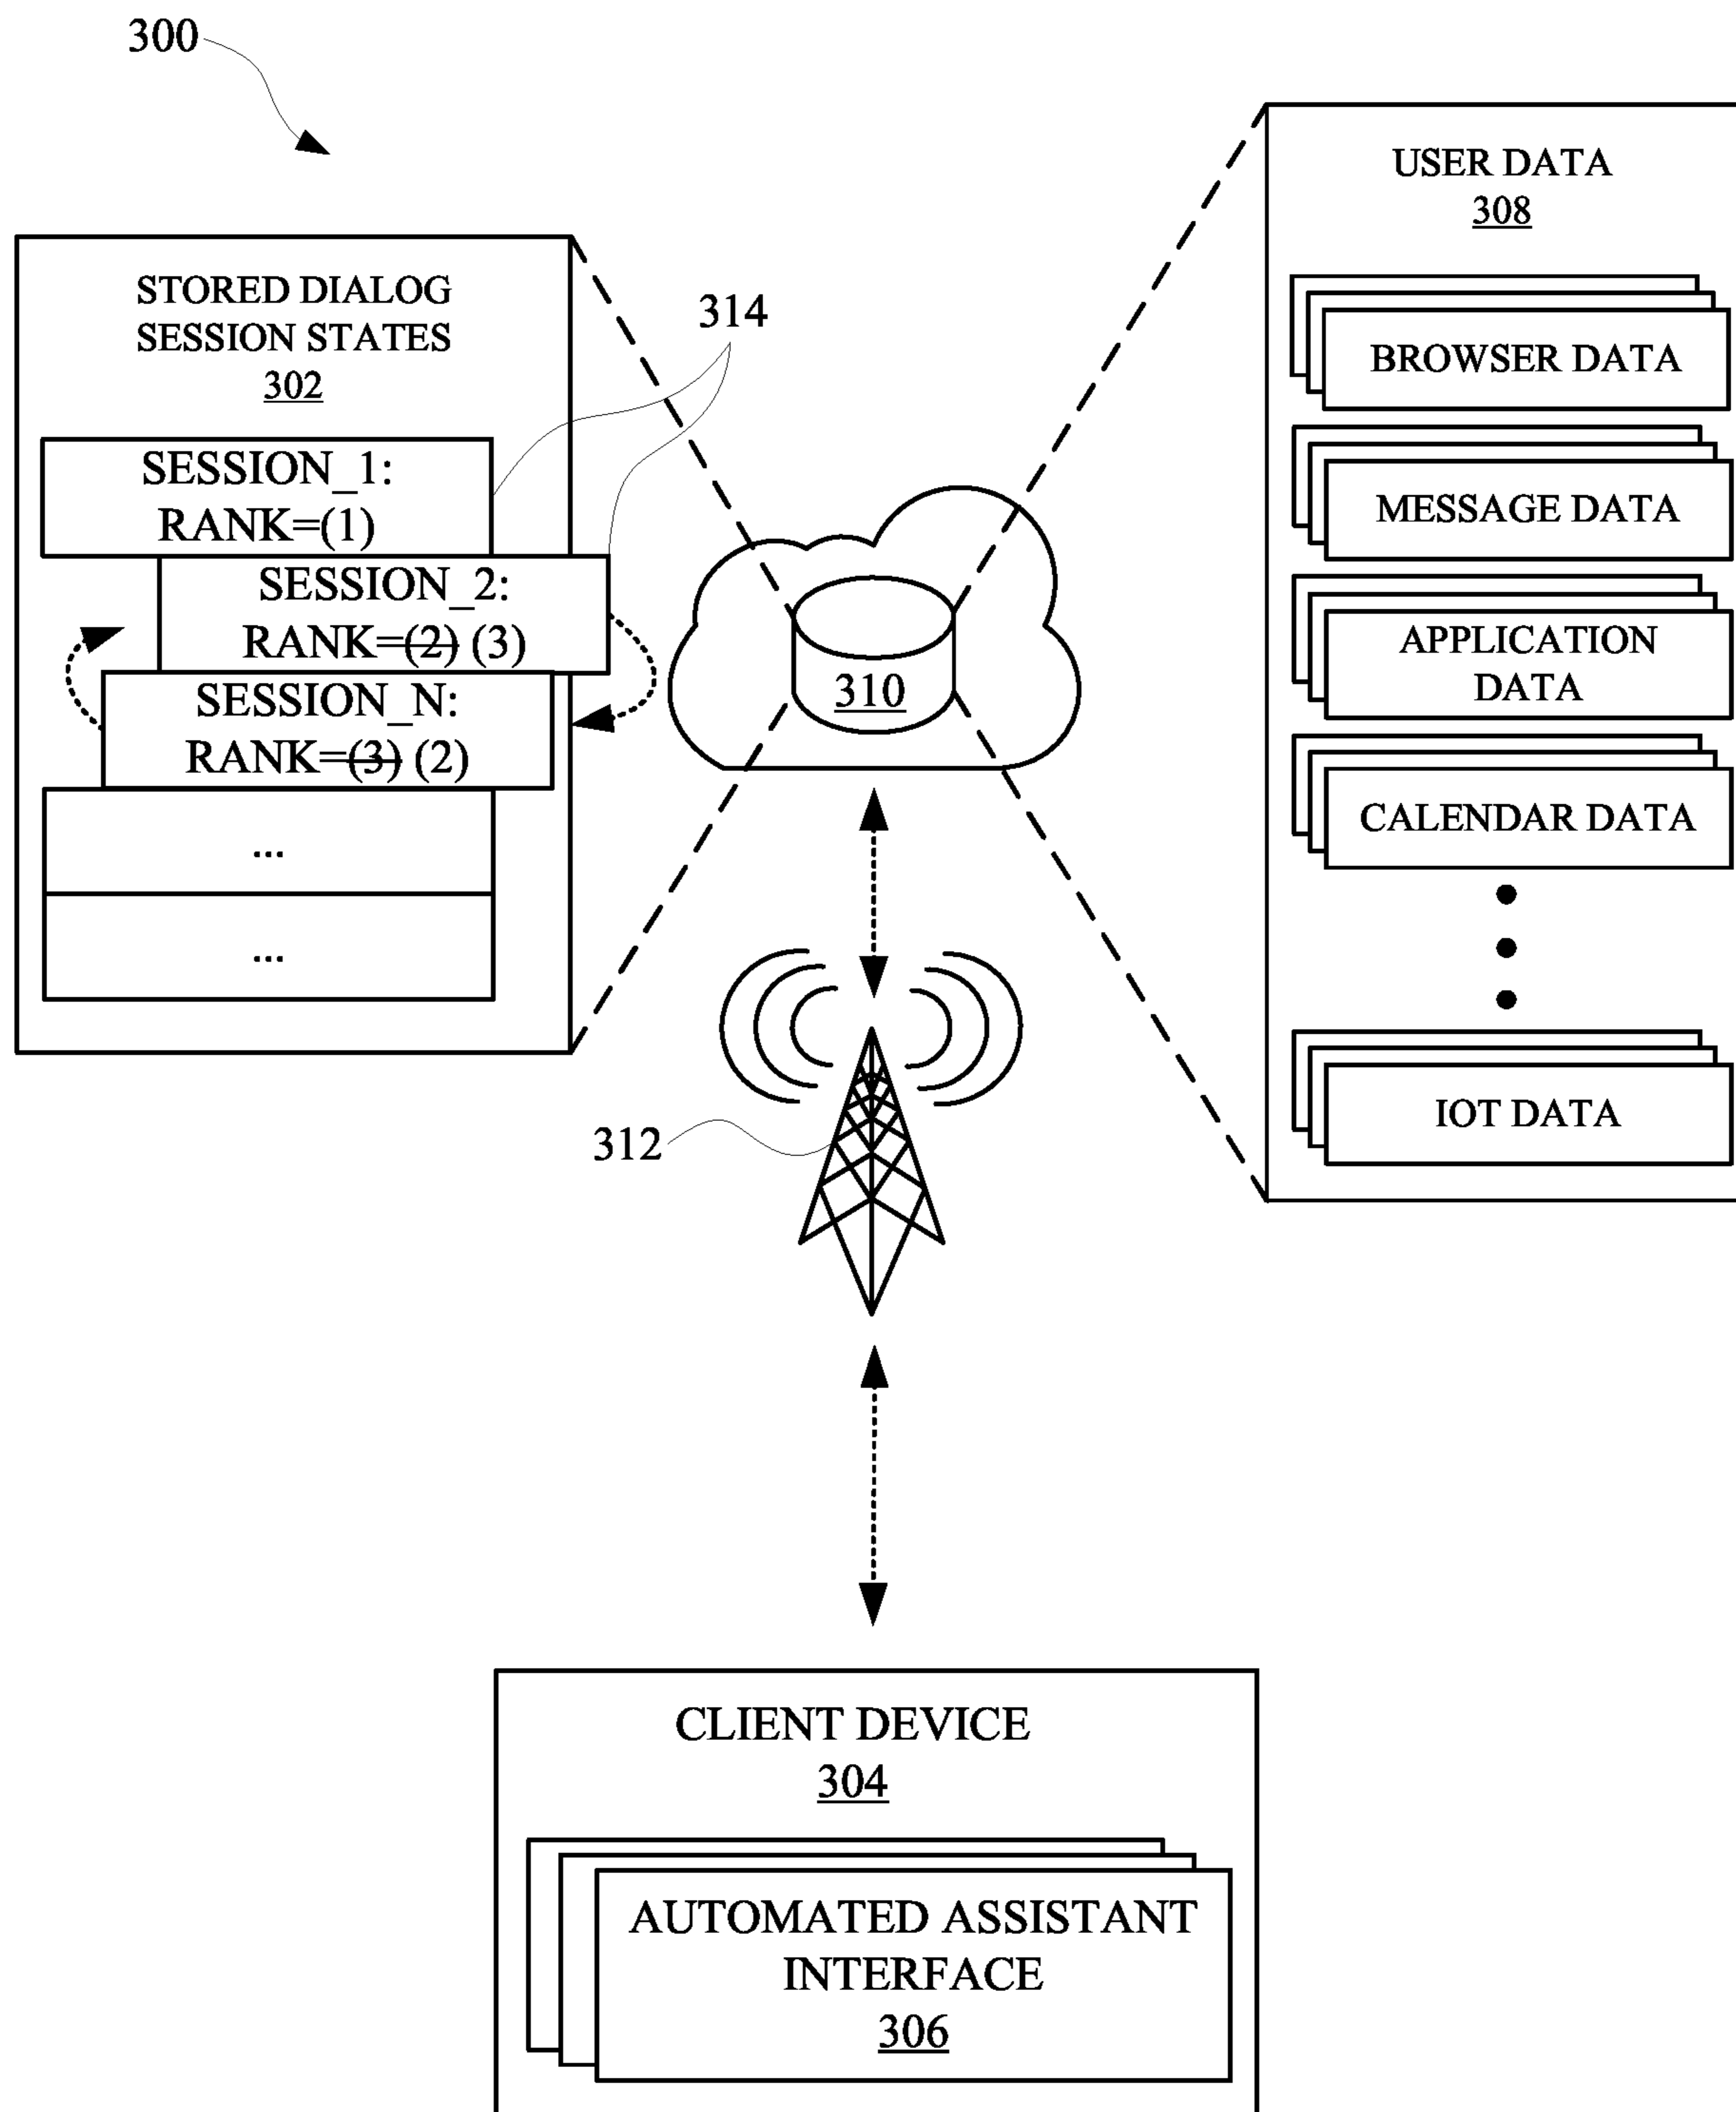 300
STORED DIALOG
SESSION STATES
302
SESSION_1:
RANK=(1)
SESSION_2:
RANK=(2) (3)
SESSION_N:
RANK=(3) (2)
...
...
314
310
USER DATA
308
BROWSER DATA
MESSAGE DATA
APPLICATION
DATA
CALENDAR DATA
IOT DATA
312
CLIENT DEVICE
304
AUTOMATED ASSISTANT
INTERFACE
306